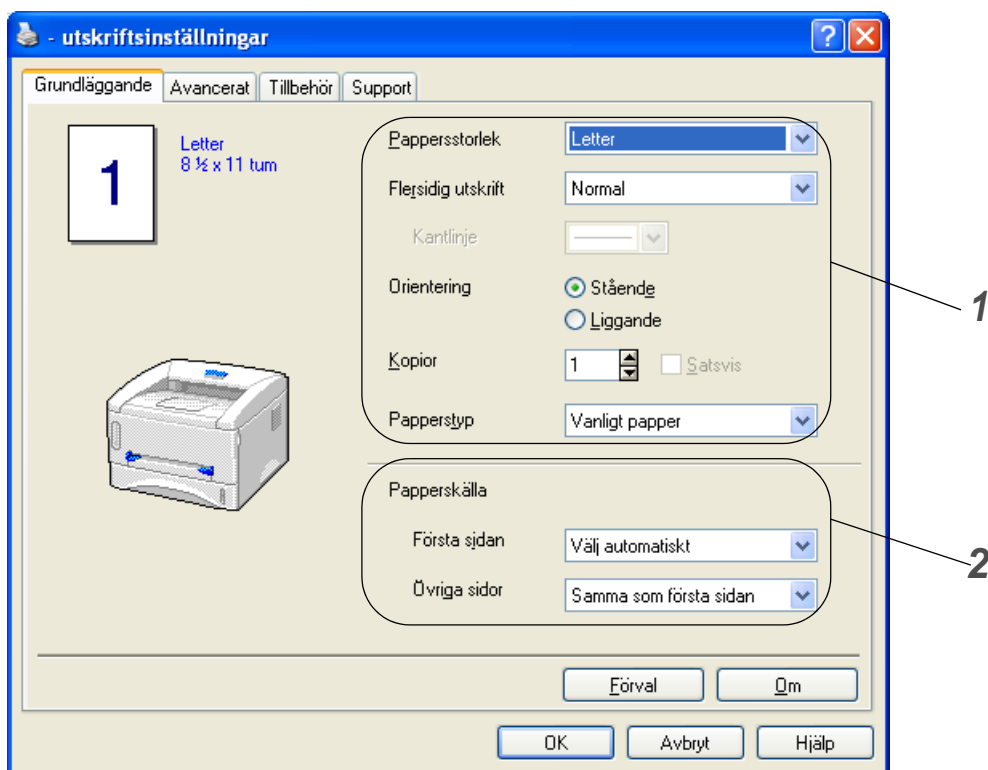 - utskriftsinställningar
Grundläggande Avancerat Tillbehör Support
1
Letter
8 ½ x 11 tum
Pappersstorlek Letter
Flersidig utskrift Normal
Kantlinje
Orientering Stående
Liggande
Kopior 1 Satsvis
Papperstyp Vanligt papper
1
Papperskälla
Första sidan Välj automatiskt
Övriga sidor Samma som första sidan
2
Förval Om
OK Avbryt Hjälp